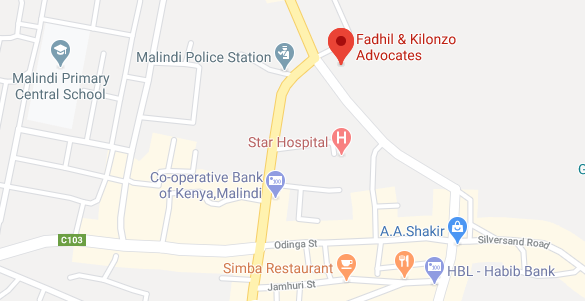 Fadhil & Kilonzo
Advocates
Malindi Police Station
Malindi Primary
Central School
Star Hospital
Co-operative Bank
of Kenya,Malindi
A.A.Shakir
C103
Odinga St
Silversand Road
Simba Restaurant
HBL - Habib Bank
Jamhuri St